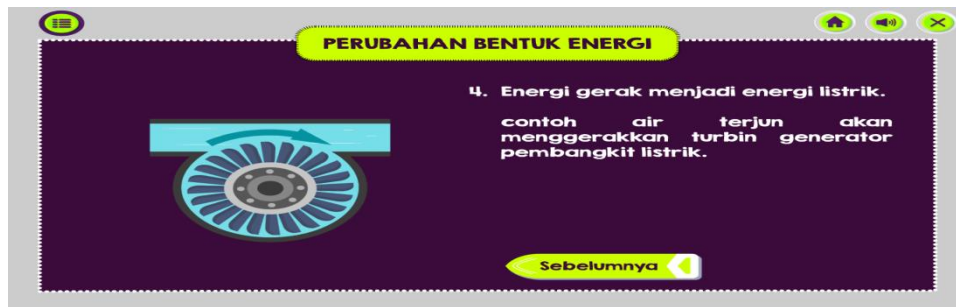 PERUBAHAN BENTUK ENERGI
4. Energi gerak menjadi energi listrik.
contoh air terjun akan
menggerakkan turbin generator
pembangkit listrik.
Sebelumnya